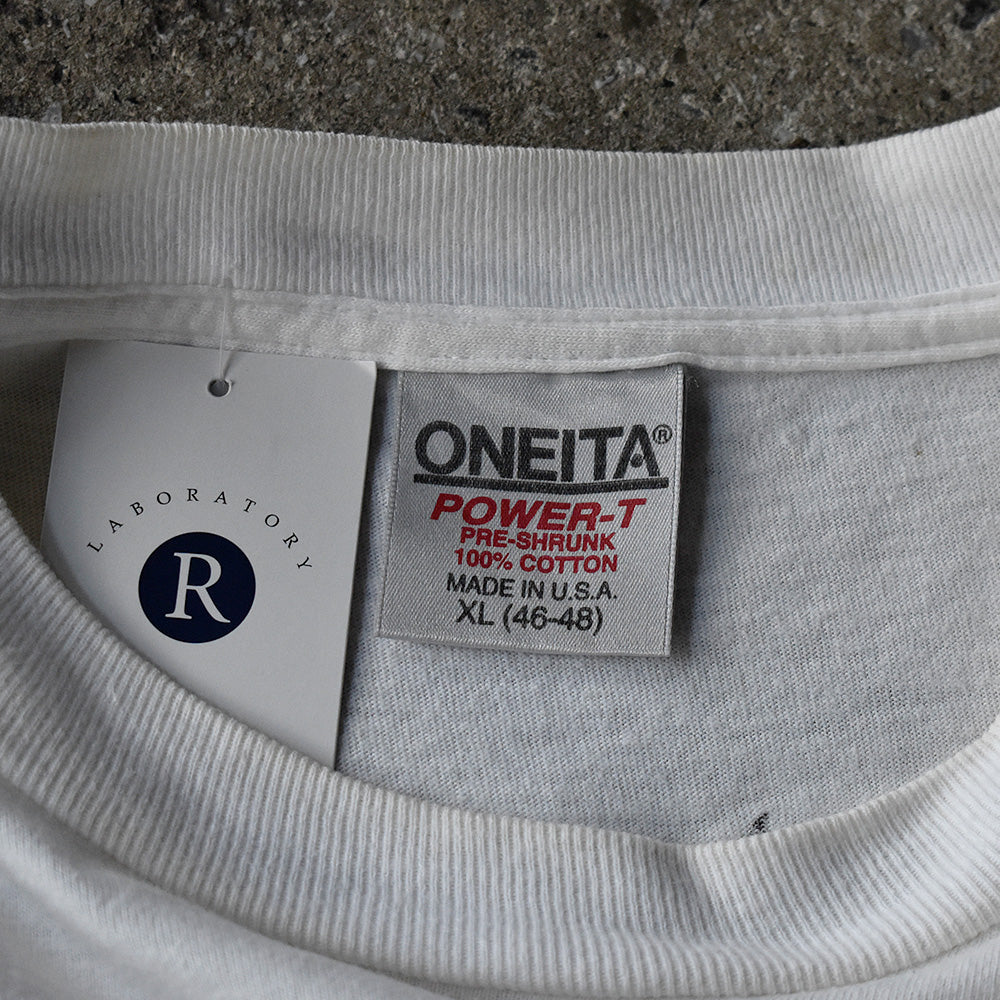 LABORATORY
R
ONEITA®
POWER-T
PRE-SHRUNK
100% COTTON
MADE IN U.S.A.
XL (46-48)